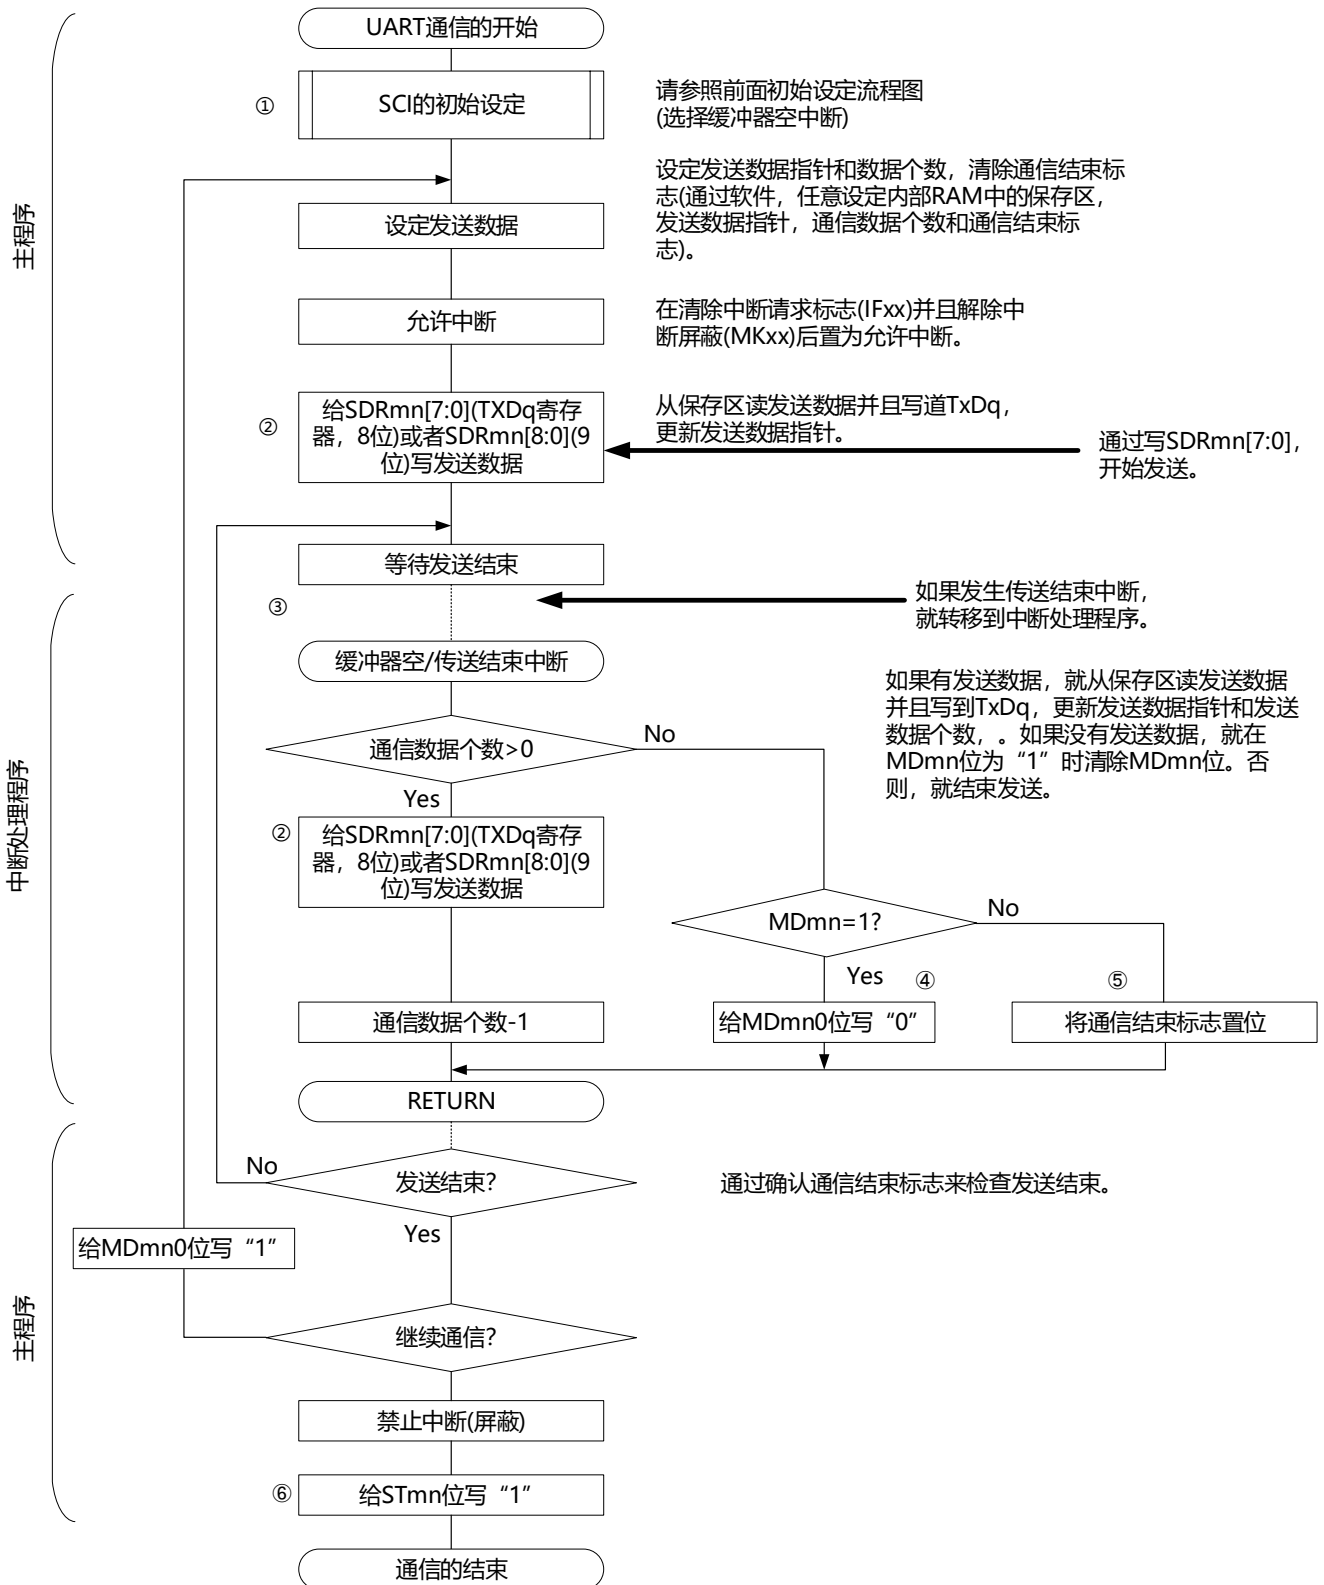 UART通信的开始
①
SCI的初始设定
请参照前面初始设定流程图
(选择缓冲器空中断)
主程序
设定发送数据
设定发送数据指针和数据个数，清除通信结束标
志(通过软件，任意设定内部RAM中的保存区，
发送数据指针，通信数据个数和通信结束标
志)。
允许中断
在清除中断请求标志(IFxx)并且解除中
断屏蔽(MKxx)后置为允许中断。
②
给SDRmn[7:0](TXDq寄存
器，8位)或者SDRmn[8:0](9
位)写发送数据
从保存区读发送数据并且写道TxDq，
更新发送数据指针。
通过写SDRmn[7:0]，
开始发送。
等待发送结束
③
如果发生传送结束中断，
就转移到中断处理程序。
中断处理程序
缓冲器空/传送结束中断
如果有发送数据，就从保存区读发送数据
并且写到TxDq，更新发送数据指针和发送
数据个数，。如果没有发送数据，就在
MDmn位为“1”时清除MDmn位。否
则，就结束发送。
通信数据个数>0
No
Yes
②
给SDRmn[7:0](TXDq寄存
器，8位)或者SDRmn[8:0](9
位)写发送数据
MDmn=1?
No
Yes
④
⑤
通信数据个数-1
给MDmn0位写“0”
将通信结束标志置位
RETURN
主程序
No
发送结束?
通过确认通信结束标志来检查发送结束。
Yes
给MDmn0位写“1”
继续通信?
禁止中断(屏蔽)
⑥
给STmn位写“1”
通信的结束